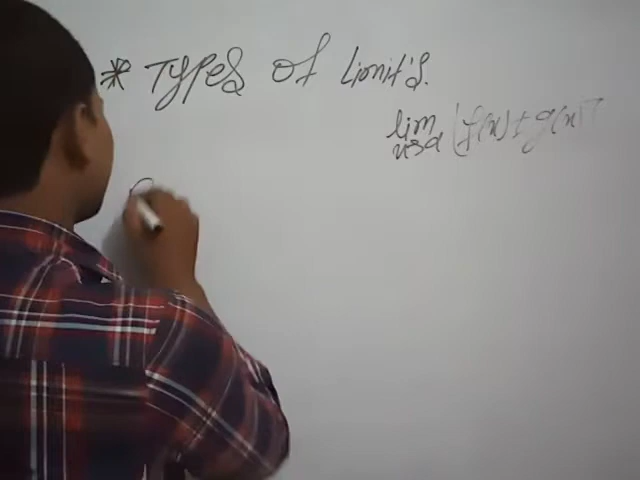 * Types of Limit's.
lim [f(x) ± g(x)]
x→a